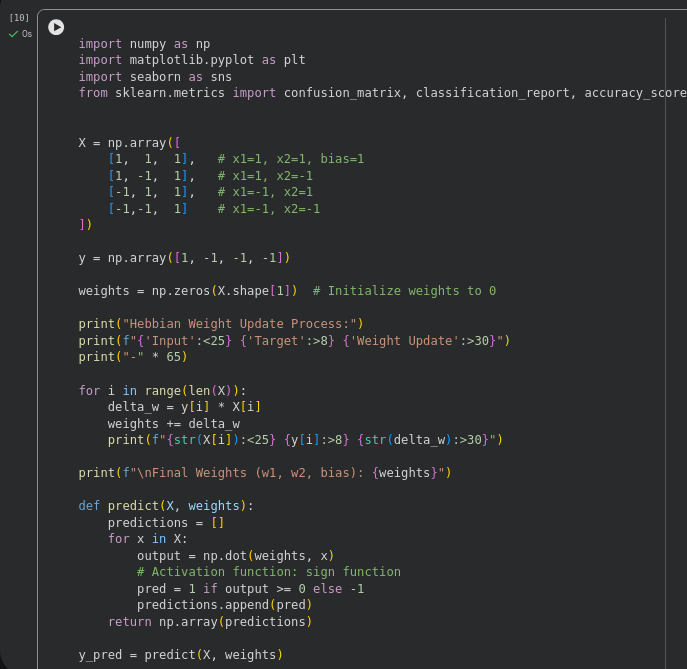 [10]
0s
import numpy as np
import matplotlib.pyplot as plt
import seaborn as sns
from sklearn.metrics import confusion_matrix, classification_report, accuracy_score
X = np.array([
    [1,  1,  1],   # x1=1, x2=1, bias=1
    [1, -1,  1],   # x1=1, x2=-1
    [-1, 1,  1],   # x1=-1, x2=1
    [-1,-1,  1]    # x1=-1, x2=-1
])
y = np.array([1, -1, -1, -1])
weights = np.zeros(X.shape[1])  # Initialize weights to 0
print("Hebbian Weight Update Process:")
print(f"{'Input':<25} {'Target':>8} {'Weight Update':>30}")
print("-" * 65)
for i in range(len(X)):
    delta_w = y[i] * X[i]
    weights += delta_w
    print(f"{str(X[i]):<25} {y[i]:>8} {str(delta_w):>30}")
print(f"\nFinal Weights (w1, w2, bias): {weights}")
def predict(X, weights):
    predictions = []
    for x in X:
        output = np.dot(weights, x)
        # Activation function: sign function
        pred = 1 if output >= 0 else -1
        predictions.append(pred)
    return np.array(predictions)
y_pred = predict(X, weights)